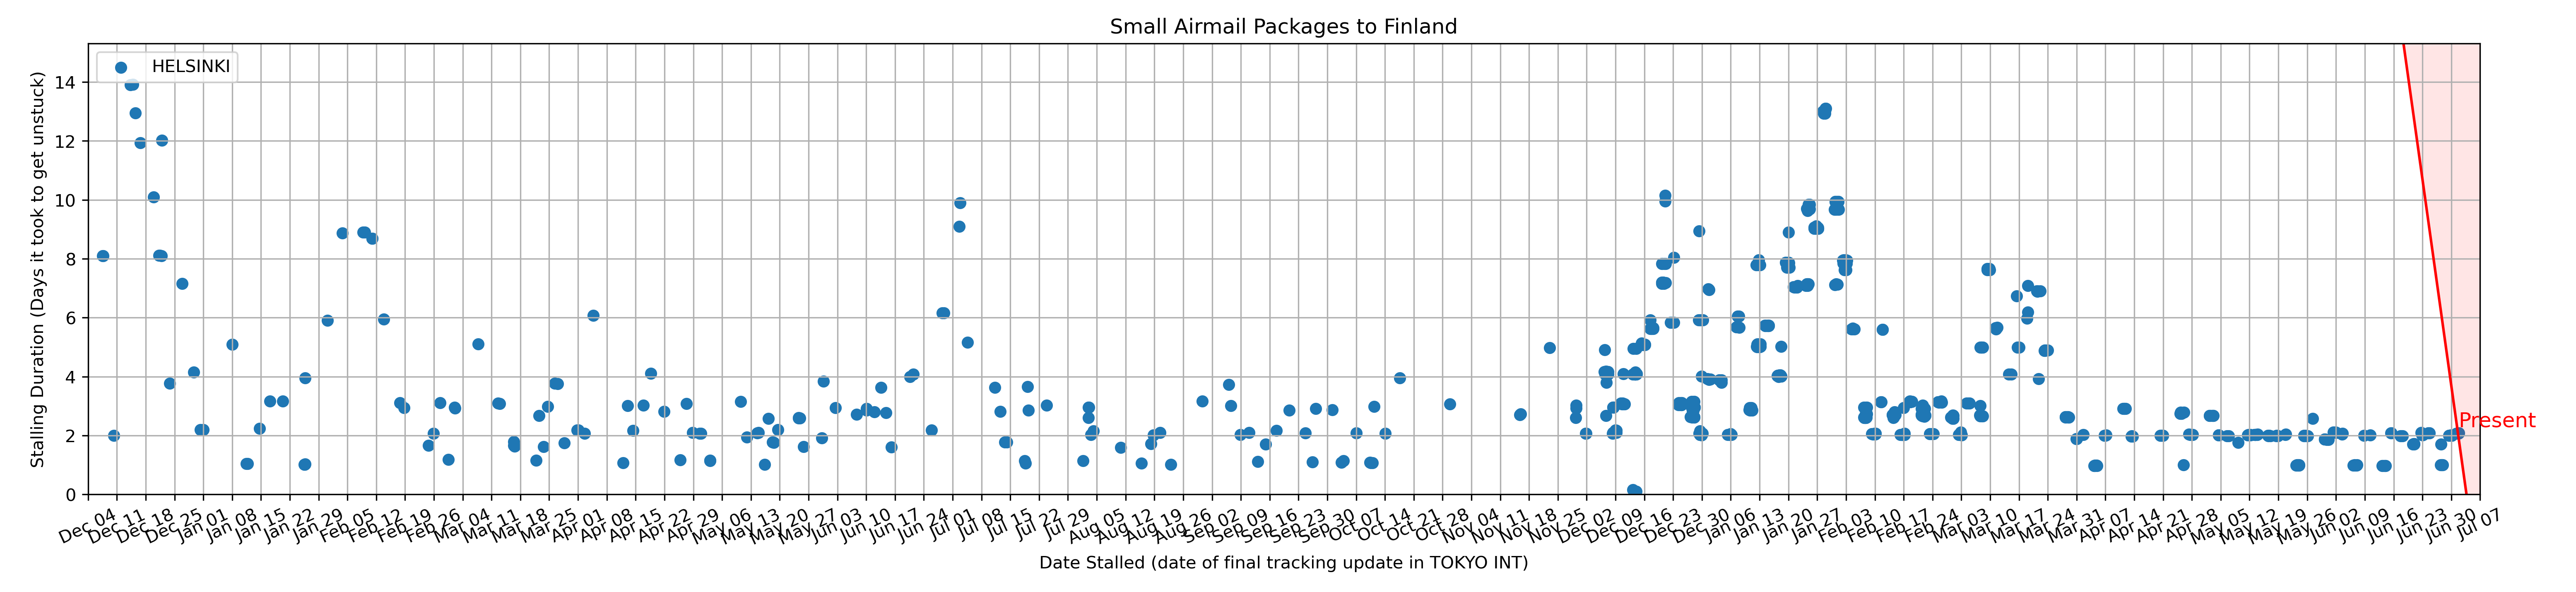 Small Airmail Packages to Finland
HELSINKI
Stalling Duration (Days it took to get unstuck)
14
12
10
8
6
4
2
0
Present
Dec 04
Dec 11
Dec 18
Dec 25
Jan 01
Jan 08
Jan 15
Jan 22
Jan 29
Feb 05
Feb 12
Feb 19
Feb 26
Mar 04
Mar 11
Mar 18
Mar 25
Apr 01
Apr 08
Apr 15
Apr 22
Apr 29
May 06
May 13
May 20
May 27
Jun 03
Jun 10
Jun 17
Jun 24
Jul 01
Jul 08
Jul 15
Jul 22
Jul 29
Aug 05
Aug 12
Aug 19
Aug 26
Sep 02
Sep 09
Sep 16
Sep 23
Sep 30
Oct 07
Oct 14
Oct 21
Oct 28
Nov 04
Nov 11
Nov 18
Nov 25
Dec 02
Dec 09
Dec 16
Dec 23
Dec 30
Jan 06
Jan 13
Jan 20
Jan 27
Feb 03
Feb 10
Feb 17
Feb 24
Mar 03
Mar 10
Mar 17
Mar 24
Mar 31
Apr 07
Apr 14
Apr 21
Apr 28
May 05
May 12
May 19
May 26
Jun 02
Jun 09
Jun 16
Jun 23
Jun 30
Jul 07
Date Stalled (date of final tracking update in TOKYO INT)